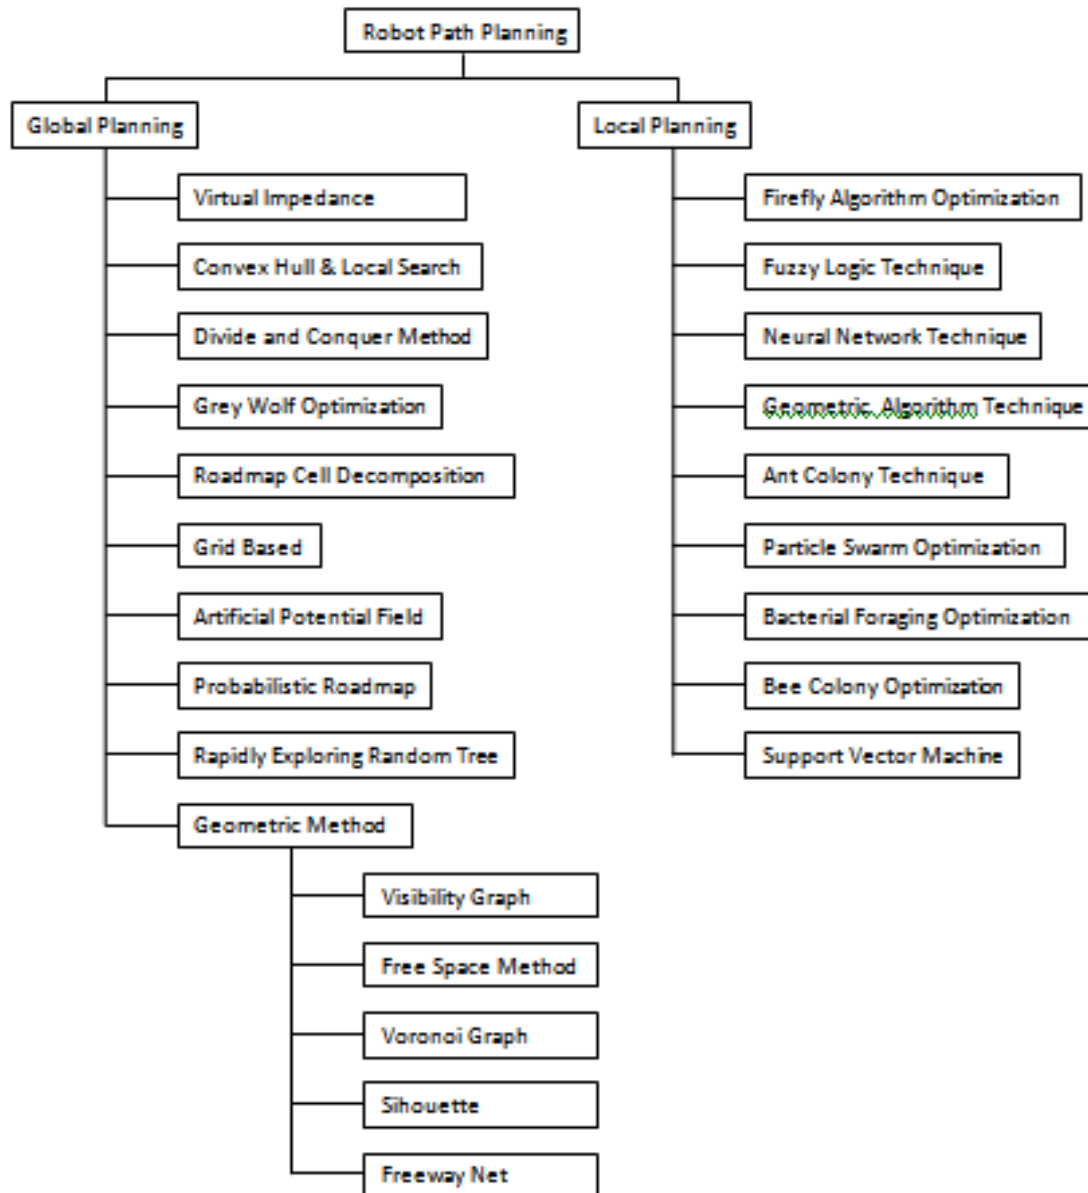 Robot Path Planning
Global Planning
Virtual Impedance
Convex Hull & Local Search
Divide and Conquer Method
Grey Wolf Optimization
Roadmap Cell Decomposition
Grid Based
Artificial Potential Field
Probabilistic Roadmap
Rapidly Exploring Random Tree
Geometric Method
Visibility Graph
Free Space Method
Voronoi Graph
Sihouette
Freeway Net
Local Planning
Firefly Algorithm Optimization
Fuzzy Logic Technique
Neural Network Technique
Geometric Algorithm Technique
Ant Colony Technique
Particle Swarm Optimization
Bacterial Foraging Optimization
Bee Colony Optimization
Support Vector Machine